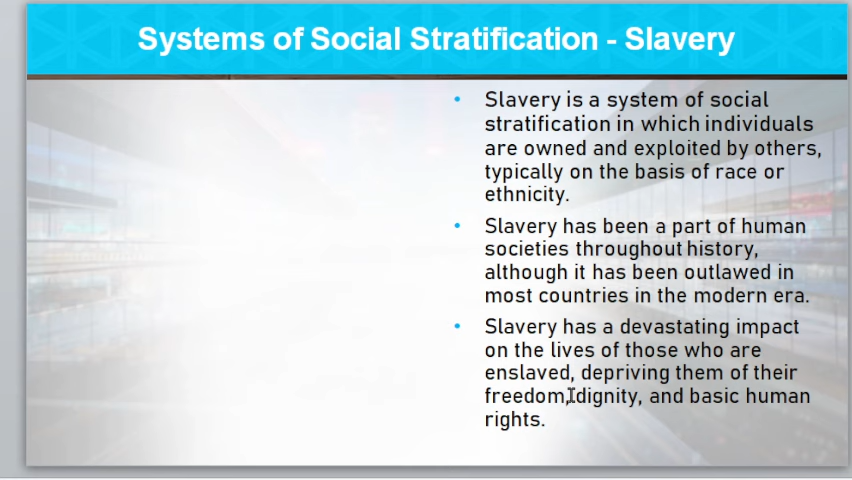 Systems of Social Stratification - Slavery
• Slavery is a system of social
stratification in which individuals
are owned and exploited by others,
typically on the basis of race or
ethnicity.
• Slavery has been a part of human
societies throughout history,
although it has been outlawed in
most countries in the modern era.
• Slavery has a devastating impact
on the lives of those who are
enslaved, depriving them of their
freedom, dignity, and basic human
rights.